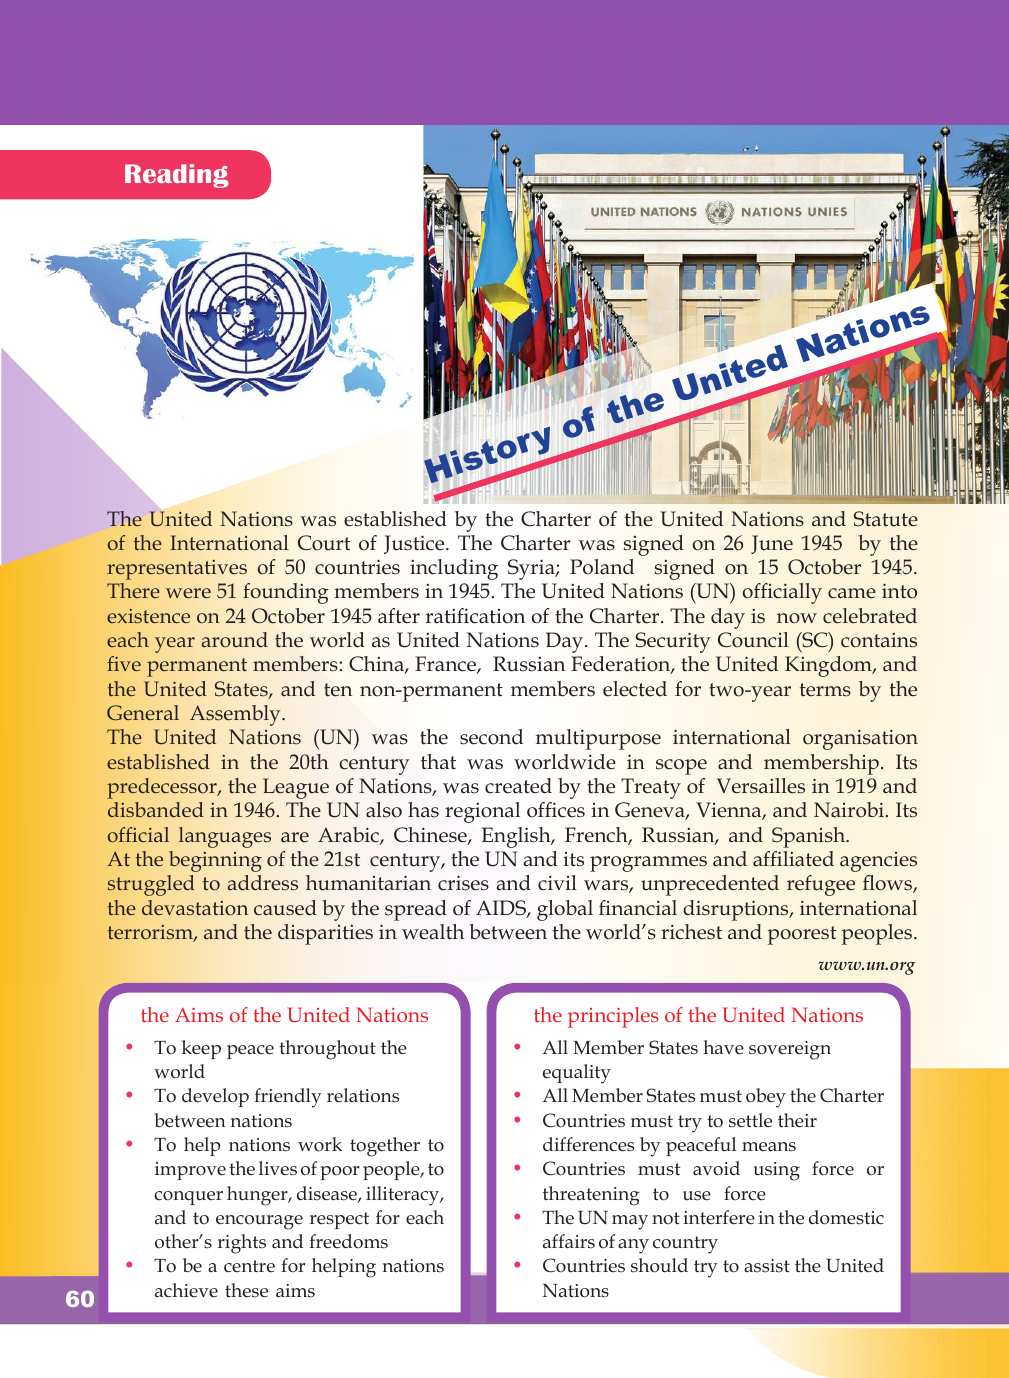 Reading
UNITED NATIONS NATIONS UNIES
History of the United Nations
The United Nations was established by the Charter of the United Nations and Statute
of the International Court of Justice. The Charter was signed on 26 June 1945 by the
representatives of 50 countries including Syria; Poland signed on 15 October 1945.
There were 51 founding members in 1945. The United Nations (UN) officially came into
existence on 24 October 1945 after ratification of the Charter. The day is now celebrated
each year around the world as United Nations Day. The Security Council (SC) contains
five permanent members: China, France, Russian Federation, the United Kingdom, and
the United States, and ten non-permanent members elected for two-year terms by the
General Assembly.
The United Nations (UN) was the second multipurpose international organisation
established in the 20th century that was worldwide in scope and membership. Its
predecessor, the League of Nations, was created by the Treaty of Versailles in 1919 and
disbanded in 1946. The UN also has regional offices in Geneva, Vienna, and Nairobi. Its
official languages are Arabic, Chinese, English, French, Russian, and Spanish.
At the beginning of the 21st century, the UN and its programmes and affiliated agencies
struggled to address humanitarian crises and civil wars, unprecedented refugee flows,
the devastation caused by the spread of AIDS, global financial disruptions, international
terrorism, and the disparities in wealth between the world's richest and poorest peoples.
www.un.org
the Aims of the United Nations
• To keep peace throughout the
world
• To develop friendly relations
between nations
• To help nations work together to
improve the lives of poor people, to
conquer hunger, disease, illiteracy,
and to encourage respect for each
other's rights and freedoms
• To be a centre for helping nations
achieve these aims
the principles of the United Nations
• All Member States have sovereign
equality
• All Member States must obey the Charter
• Countries must try to settle their
differences by peaceful means
• Countries must avoid using force or
threatening to use force
• The UN may not interfere in the domestic
affairs of any country
• Countries should try to assist the United
Nations
60